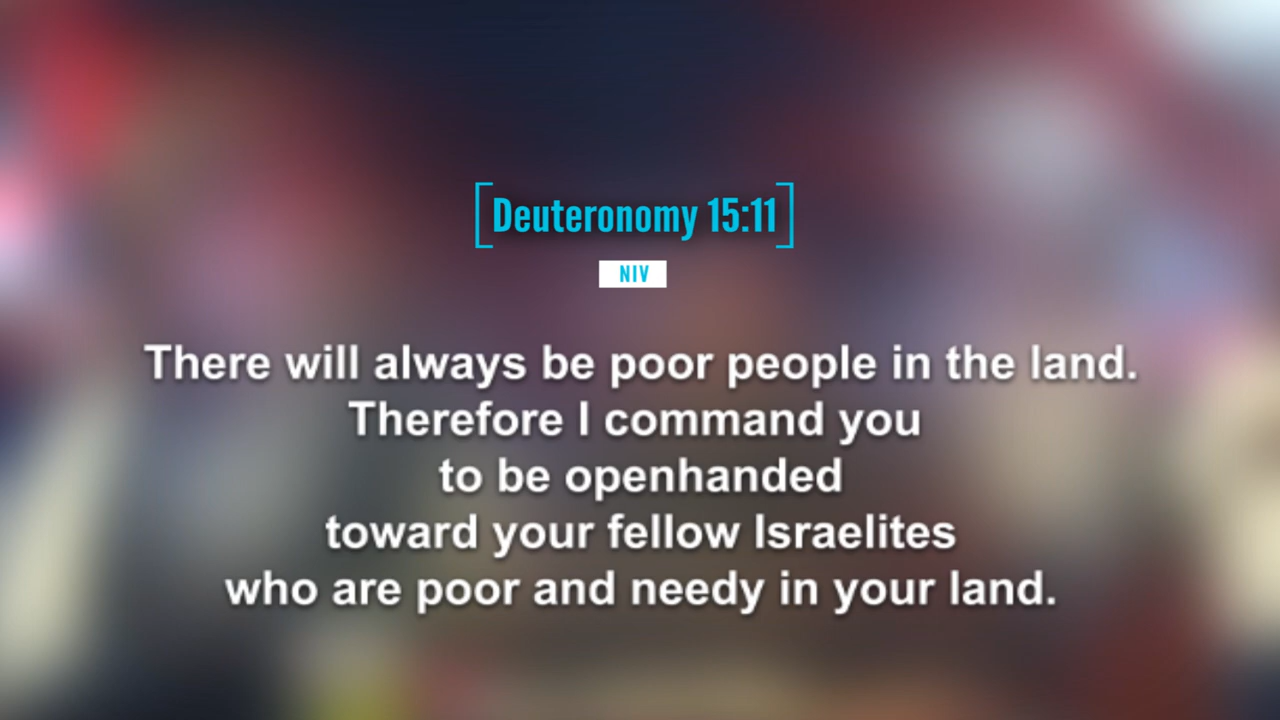 [Deuteronomy 15:11]
NIV
There will always be poor people in the land.
Therefore I command you
to be openhanded
toward your fellow Israelites
who are poor and needy in your land.